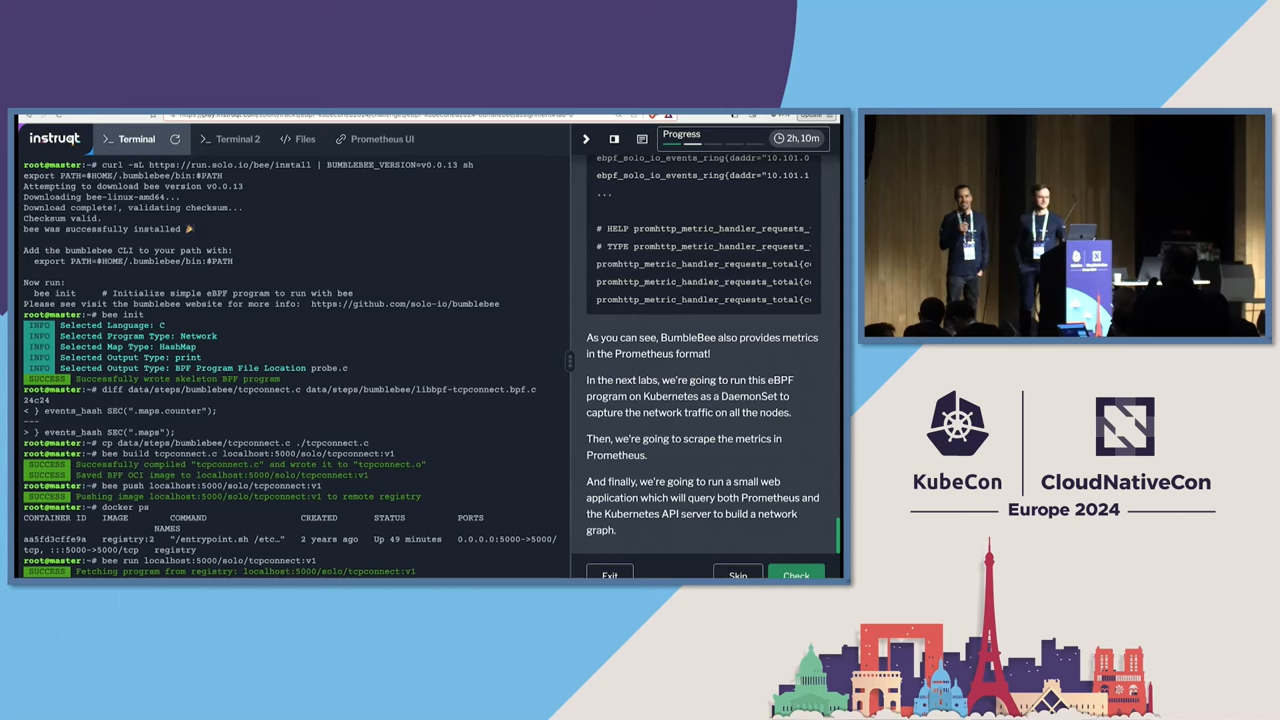 instruqt
>_ Terminal
>_ Terminal 2
</> Files
Prometheus UI
Progress
2h, 10m
root@master:~# curl -sL https://run.solo.io/bee/install | BUMBLEBEE_VERSION=v0.0.13 sh
export PATH=$HOME/.bumblebee/bin:$PATH
Attempting to download bee version v0.0.13
Downloading bee-linux-amd64...
Download complete!, validating checksum...
Checksum valid.
bee was successfully installed 🎉
Add the bumblebee CLI to your path with:
export PATH=$HOME/.bumblebee/bin:$PATH
Now run:
bee init # Initialize simple eBPF program to run with bee
Please see visit the bumblebee website for more info: https://github.com/solo-io/bumblebee
root@master:~# bee init
INFO Selected Language: C
INFO Selected Program Type: Network
INFO Selected Map Type: HashMap
INFO Selected Output Type: print
INFO Selected Output Type: BPF Program File Location probe.c
SUCCESS Successfully wrote skeleton BPF program
root@master:~# diff data/steps/bumblebee/tcpconnect.c data/steps/bumblebee/libbpf-tcpconnect.bpf.c
24c24
< } events_hash SEC(".maps.counter");
---
> } events_hash SEC(".maps");
root@master:~# cp data/steps/bumblebee/tcpconnect.c ./tcpconnect.c
root@master:~# bee build tcpconnect.c localhost:5000/solo/tcpconnect:v1
SUCCESS Successfully compiled "tcpconnect.c" and wrote it to "tcpconnect.o"
SUCCESS Saved BPF OCI image to localhost:5000/solo/tcpconnect:v1
root@master:~# bee push localhost:5000/solo/tcpconnect:v1
SUCCESS Pushing image localhost:5000/solo/tcpconnect:v1 to remote registry
root@master:~# docker ps
CONTAINER ID IMAGE COMMAND CREATED STATUS PORTS
NAMES
aa5fd3cffe9a registry:2 "/entrypoint.sh /etc…" 2 years ago Up 49 minutes 0.0.0.0:5000->5000/
tcp, :::5000->5000/tcp registry
root@master:~# bee run localhost:5000/solo/tcpconnect:v1
SUCCESS Fetching program from registry: localhost:5000/solo/tcpconnect:v1
ebpf_solo_io_events_ring{daddr="10.101.0
ebpf_solo_io_events_ring{daddr="10.101.1
...
# HELP promhttp_metric_handler_requests_
# TYPE promhttp_metric_handler_requests_
promhttp_metric_handler_requests_total{c
promhttp_metric_handler_requests_total{c
promhttp_metric_handler_requests_total{c
As you can see, BumbleBee also provides metrics
in the Prometheus format!
In the next labs, we're going to run this eBPF
program on Kubernetes as a DaemonSet to
capture the network traffic on all the nodes.
Then, we're going to scrape the metrics in
Prometheus.
And finally, we're going to run a small web
application which will query both Prometheus and
the Kubernetes API server to build a network
graph.
Exit
Skip
Check
KubeCon
CloudNativeCon
Europe 2024